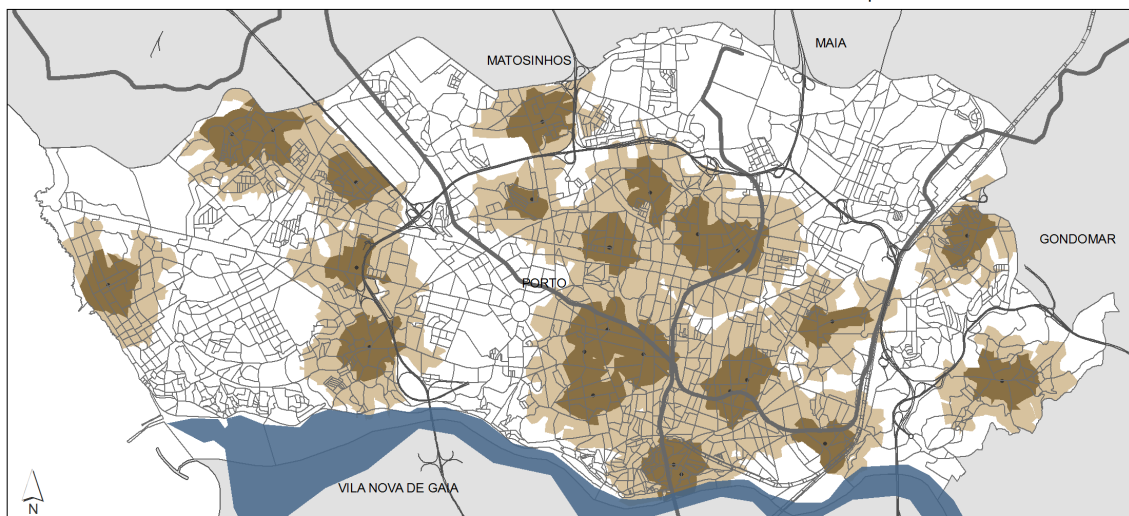 MAIA
MATOSINHOS
GONDOMAR
PORTO
VILA NOVA DE GAIA
N